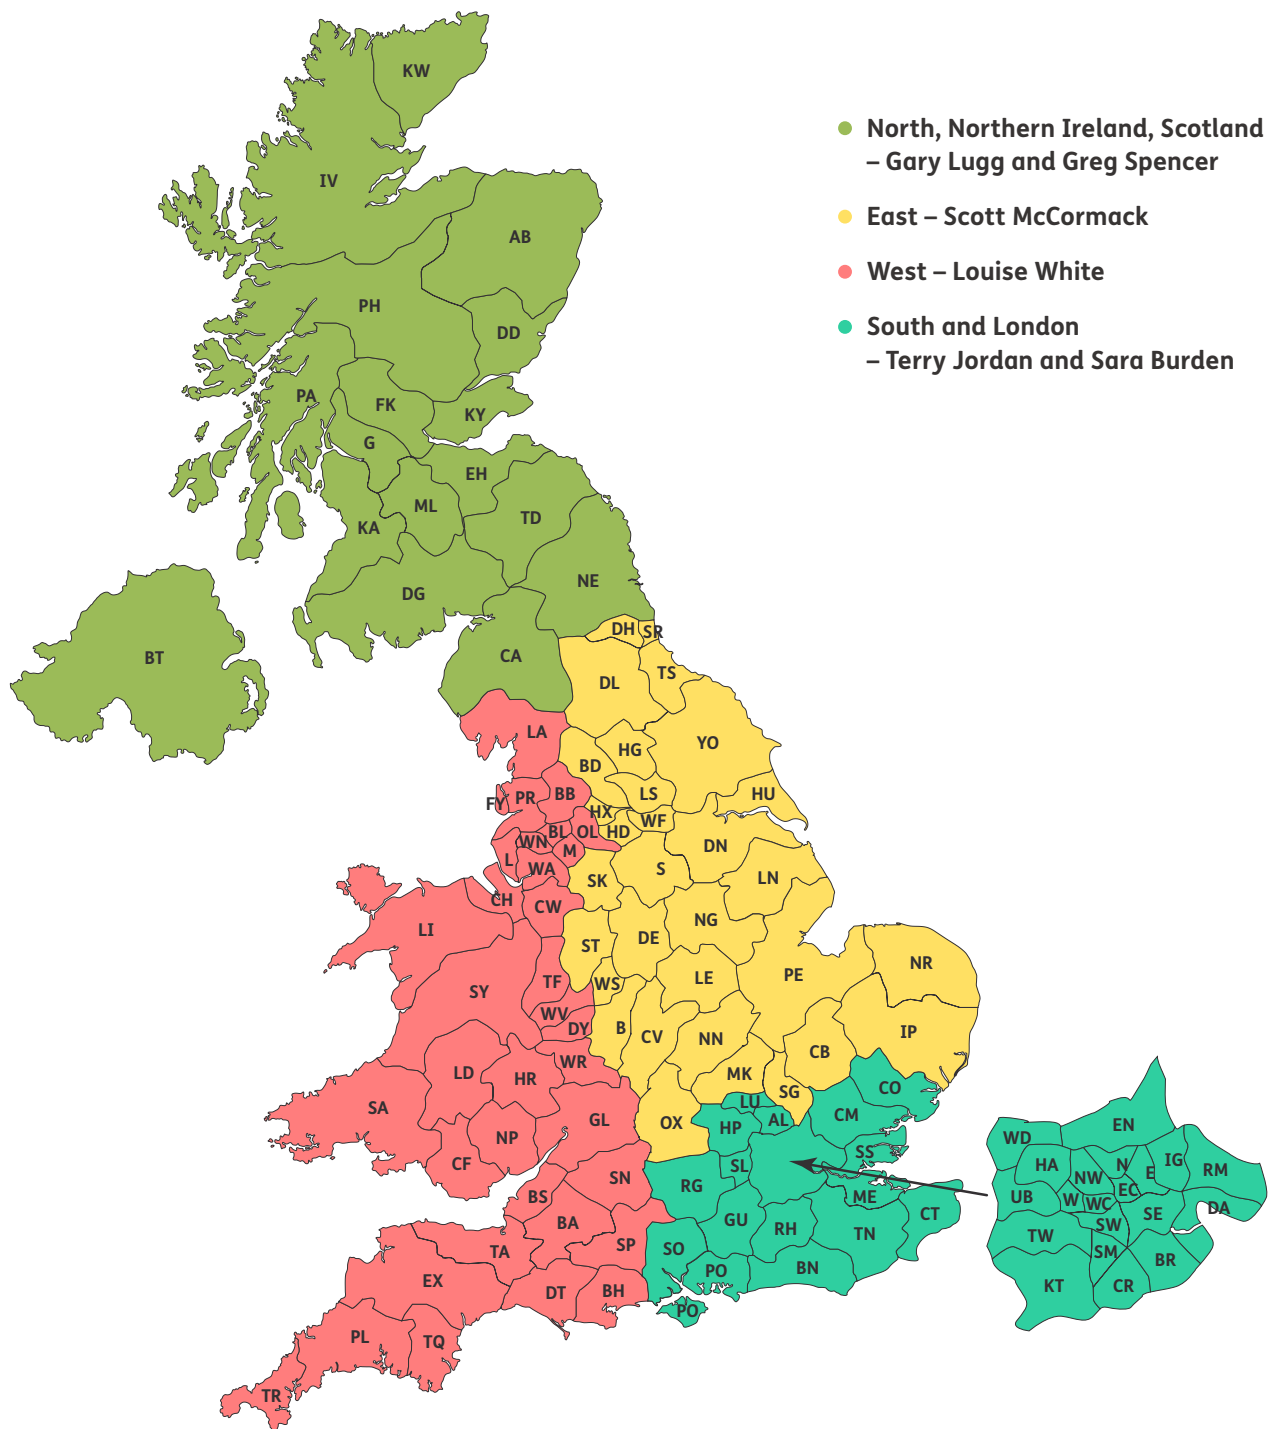 North, Northern Ireland, Scotland
– Gary Lugg and Greg Spencer
East – Scott McCormack
West – Louise White
South and London
– Terry Jordan and Sara Burden
KW
IV
AB
PH
DD
PA
FK
KY
G
EH
ML
TD
KA
DG
NE
BT
CA
DH
SR
DL
TS
LA
HG
YO
BD
FY
PR
BB
LS
HU
HX
WF
BL
OL
HD
WN
M
DN
L
WA
S
SK
LN
CH
CW
NG
LI
ST
DE
NR
TF
WS
LE
PE
SY
WV
DY
B
CV
NN
IP
CB
WR
LD
HR
MK
SG
CO
LU
SA
GL
OX
HP
AL
CM
NP
CF
SS
SL
SN
RG
BS
ME
BA
GU
RH
CT
TN
SP
SO
TA
EX
PO
BN
DT
BH
PO
PL
TQ
TR
EN
WD
HA
N
IG
NW
E
RM
EC
UB
W
WC
DA
SE
SW
TW
SM
BR
KT
CR